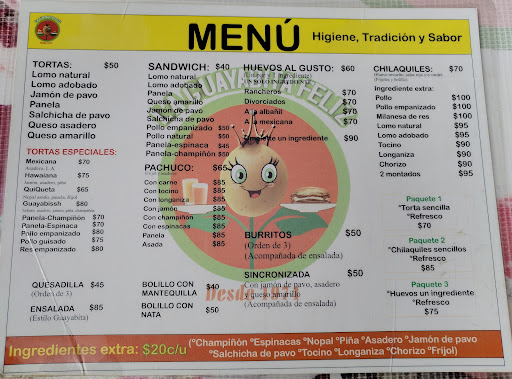 MENÚ
Higiene, Tradición y Sabor
TORTAS: $50
Lomo natural
Lomo adobado
Jamón de pavo
Panela
Salchicha de pavo
Queso asadero
Queso amarillo
TORTAS ESPECIALES:
Mexicana $70
Hawaiana $75
QuiQueta $65
Guayabissh $80
Panela-Champiñón $70
Panela-Espinaca $70
Pollo empanizado $80
Pollo guisado $75
Res empanizado $80
QUESADILLA $45
(Orden de 3)
ENSALADA $85
(Estilo Guayabita)
SANDWICH: $40
Lomo natural
Lomo adobado
Panela
Queso amarillo
Jamón de pavo
Salchicha de pavo
Pollo empanizado $50
Pollo natural $50
Panela-espinaca $45
Panela-champiñón $50
PACHUCO: $65
Con carne $85
Con tocino $85
Con longaniza $85
Con jamón $85
Con champiñón $85
Con espinacas $85
Panela $85
Asada $85
BOLILLO CON MANTEQUILLA $40
BOLILLO CON NATA $50
HUEVOS AL GUSTO: $60
UN SOLO INGREDIENTE
Rancheros $70
Divorciados $70
A la albañil $70
A la mexicana $70
un ingrediente $90
BURRITOS $50
(Orden de 3)
(Acompañada de ensalada)
SINCRONIZADA $50
Con jamón de pavo, asadero
y queso amarillo
(Acompañada de ensalada)
Desde
CHILAQUILES: $70
Ingrediente extra:
Pollo $100
Pollo empanizado $100
Milanesa de res $100
Lomo natural $95
Lomo adobado $95
Tocino $90
Longaniza $90
Chorizo $90
2 montados $95
Paquete 1
*Torta sencilla
*Refresco
$70
Paquete 2
*Chilaquiles sencillos
*Refresco
$85
Paquete 3
*Huevos un ingrediente
*Refresco
$75
Ingredientes extra: $20c/u (°Champiñón °Espinacas °Nopal °Piña °Asadero °Jamón de pavo
°Salchicha de pavo °Tocino °Longaniza °Chorizo °Frijol)